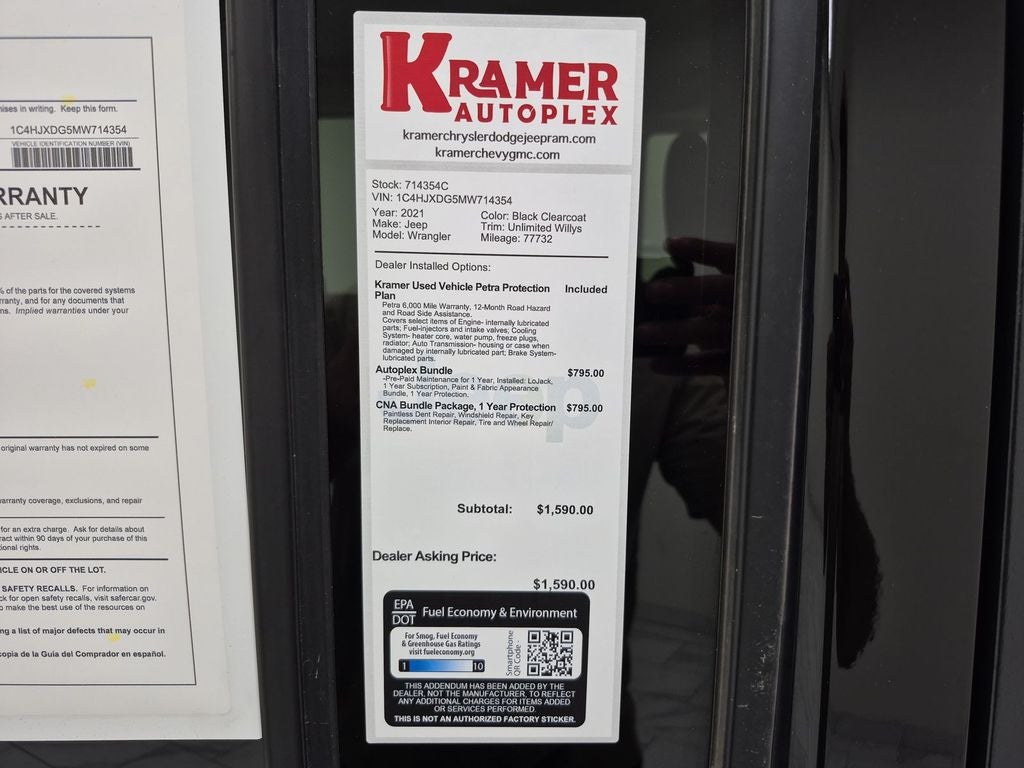 ises in writing. Keep this form.
1C4HJXDG5MW714354
VEHICLE IDENTIFICATION NUMBER (VIN)
RRANTY
S AFTER SALE.
% of the parts for the covered systems
rranty, and for any documents that
ns. Implied warranties under your
original warranty has not expired on some
arranty coverage, exclusions, and repair
for an extra charge. Ask for details about
ract within 90 days of your purchase of this
ional rights.
ICLE ON OR OFF THE LOT.
SAFETY RECALLS. For information on
ck for open safety recalls, visit safercar.gov.
o make the best use of the resources on
ng a list of major defects that may occur in
copia de la Guía del Comprador en español.
KRAMER
AUTOPLEX
kramerchryslerdodgejeepram.com
kramerchevygmc.com
Stock: 714354C
VIN: 1C4HJXDG5MW714354
Year: 2021 Color: Black Clearcoat
Make: Jeep Trim: Unlimited Willys
Model: Wrangler Mileage: 77732
Dealer Installed Options:
Kramer Used Vehicle Petra Protection Included
Plan
Petra 6,000 Mile Warranty, 12-Month Road Hazard
and Road Side Assistance.
Covers select items of Engine- internally lubricated
parts; Fuel-injectors and intake valves; Cooling
System- heater core, water pump, freeze plugs,
radiator; Auto Transmission- housing or case when
damaged by internally lubricated part; Brake System-
lubricated parts.
Autoplex Bundle $795.00
-Pre-Paid Maintenance for 1 Year, Installed: LoJack,
1 Year Subscription, Paint & Fabric Appearance
Bundle, 1 Year Protection.
CNA Bundle Package, 1 Year Protection $795.00
Paintless Dent Repair, Windshield Repair, Key
Replacement Interior Repair, Tire and Wheel Repair/
Replace.
Subtotal: $1,590.00
Dealer Asking Price:
$1,590.00
EPA
DOT
Fuel Economy & Environment
For Smog, Fuel Economy
& Greenhouse Gas Ratings
visit fueleconomy.org
1 10
Smartphone
QR Code
THIS ADDENDUM HAS BEEN ADDED BY THE
DEALER, NOT THE MANUFACTURER, TO REFLECT
ANY ADDITIONAL CHARGES FOR ITEMS ADDED
OR SERVICES PERFORMED.
THIS IS NOT AN AUTHORIZED FACTORY STICKER.